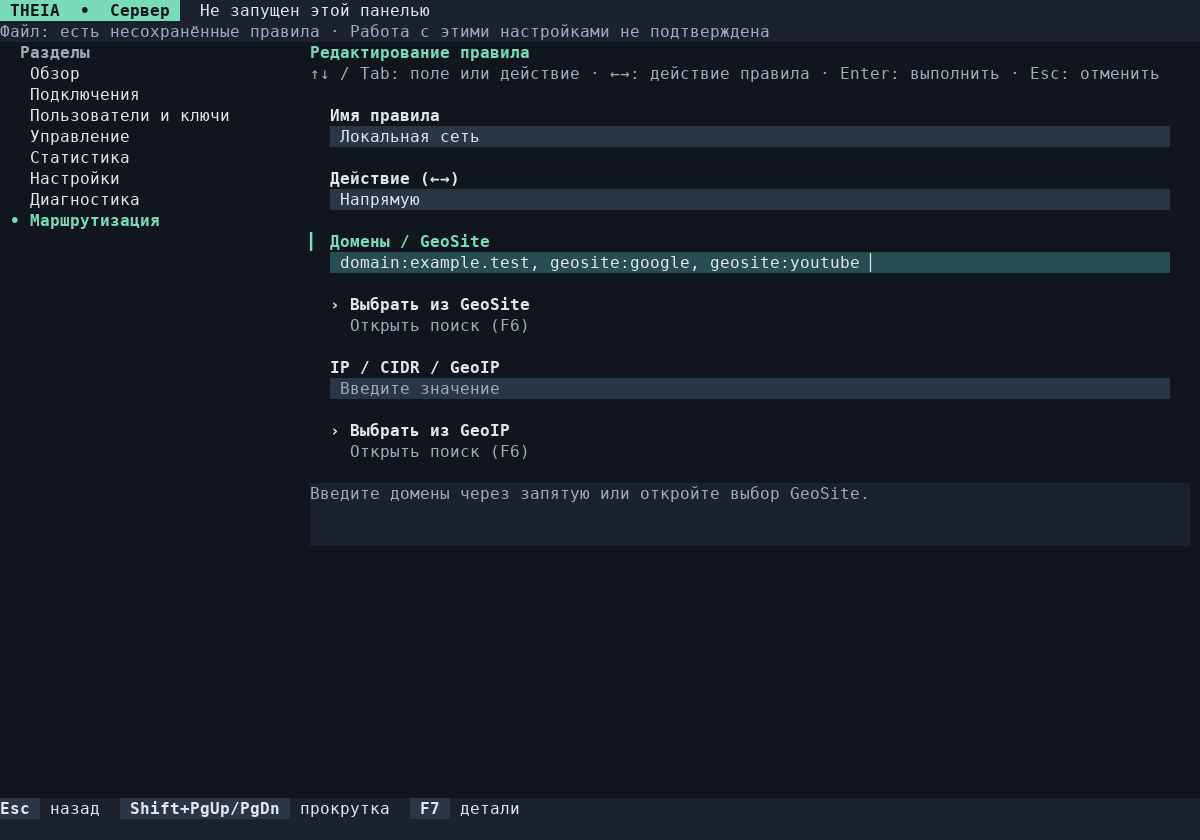 THEIA • Сервер Не запущен этой панелью
Файл: есть несохранённые правила · Работа с этими настройками не подтверждена
Разделы
Обзор
Подключения
Пользователи и ключи
Управление
Статистика
Настройки
Диагностика
• Маршрутизация
Редактирование правила
↑↓ / Tab: поле или действие · ←→: действие правила · Enter: выполнить · Esc: отменить
Имя правила
Локальная сеть
Действие (←→)
Напрямую
Домены / GeoSite
domain:example.test, geosite:google, geosite:youtube
› Выбрать из GeoSite
Открыть поиск (F6)
IP / CIDR / GeoIP
Введите значение
› Выбрать из GeoIP
Открыть поиск (F6)
Введите домены через запятую или откройте выбор GeoSite.
Esc назад Shift+PgUp/PgDn прокрутка F7 детали